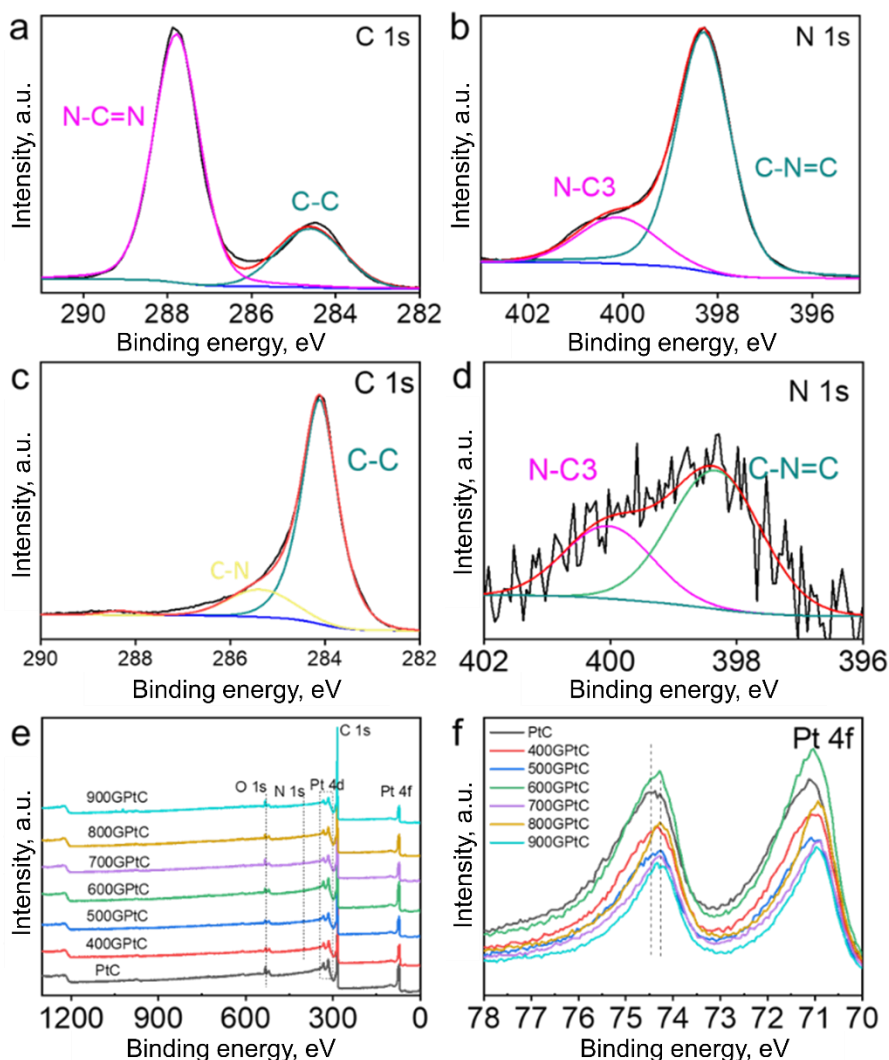 a
C 1s
N-C=N
C-C
Intensity, a.u.
290 288 286 284 282
Binding energy, eV
b
N 1s
N-C3
C-N=C
Intensity, a.u.
402 400 398 396
Binding energy, eV
c
C 1s
C-C
C-N
Intensity, a.u.
290 288 286 284 282
Binding energy, eV
d
N 1s
N-C3
C-N=C
Intensity, a.u.
402 400 398 396
Binding energy, eV
e
C 1s
O 1s N 1s Pt 4d
Pt 4f
900GPtC
800GPtC
700GPtC
600GPtC
500GPtC
400GPtC
PtC
Intensity, a.u.
1200 900 600 300 0
Binding energy, eV
f
Pt 4f
PtC
400GPtC
500GPtC
600GPtC
700GPtC
800GPtC
900GPtC
Intensity, a.u.
78 77 76 75 74 73 72 71 70
Binding energy, eV